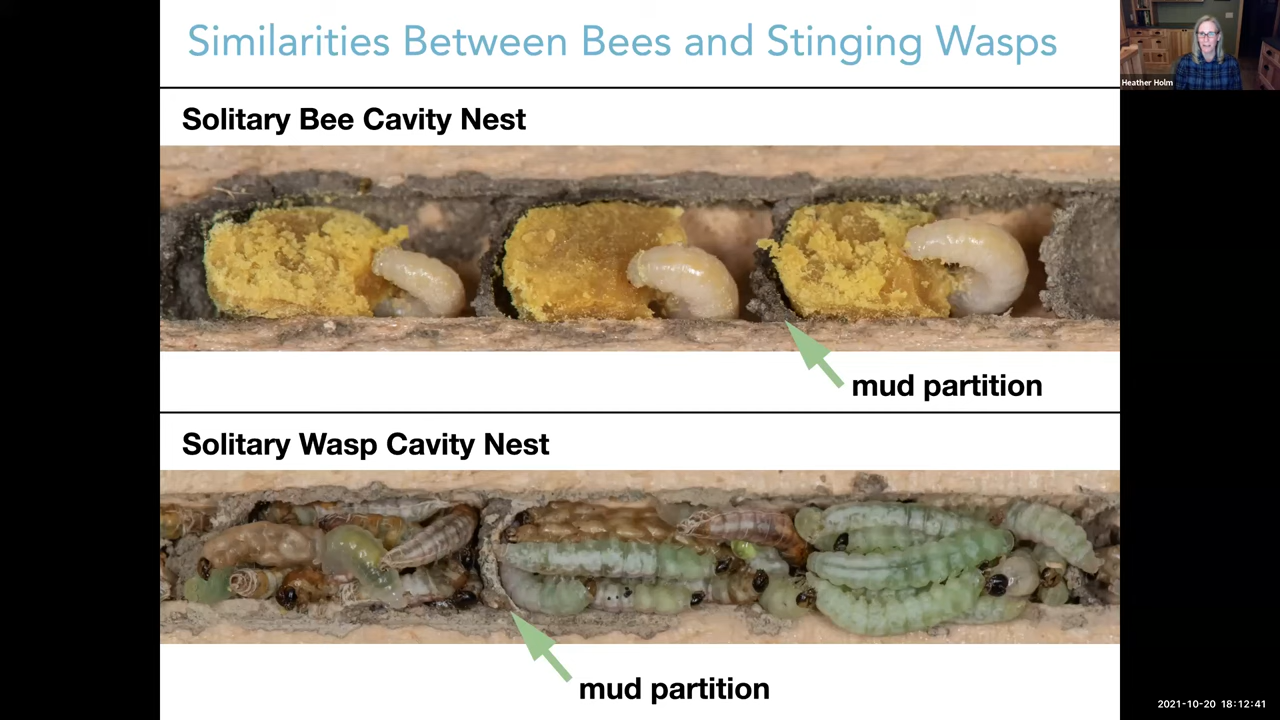 Similarities Between Bees and Stinging Wasps
Heather Holm
Solitary Bee Cavity Nest
mud partition
Solitary Wasp Cavity Nest
mud partition
2021-10-20 18:12:41